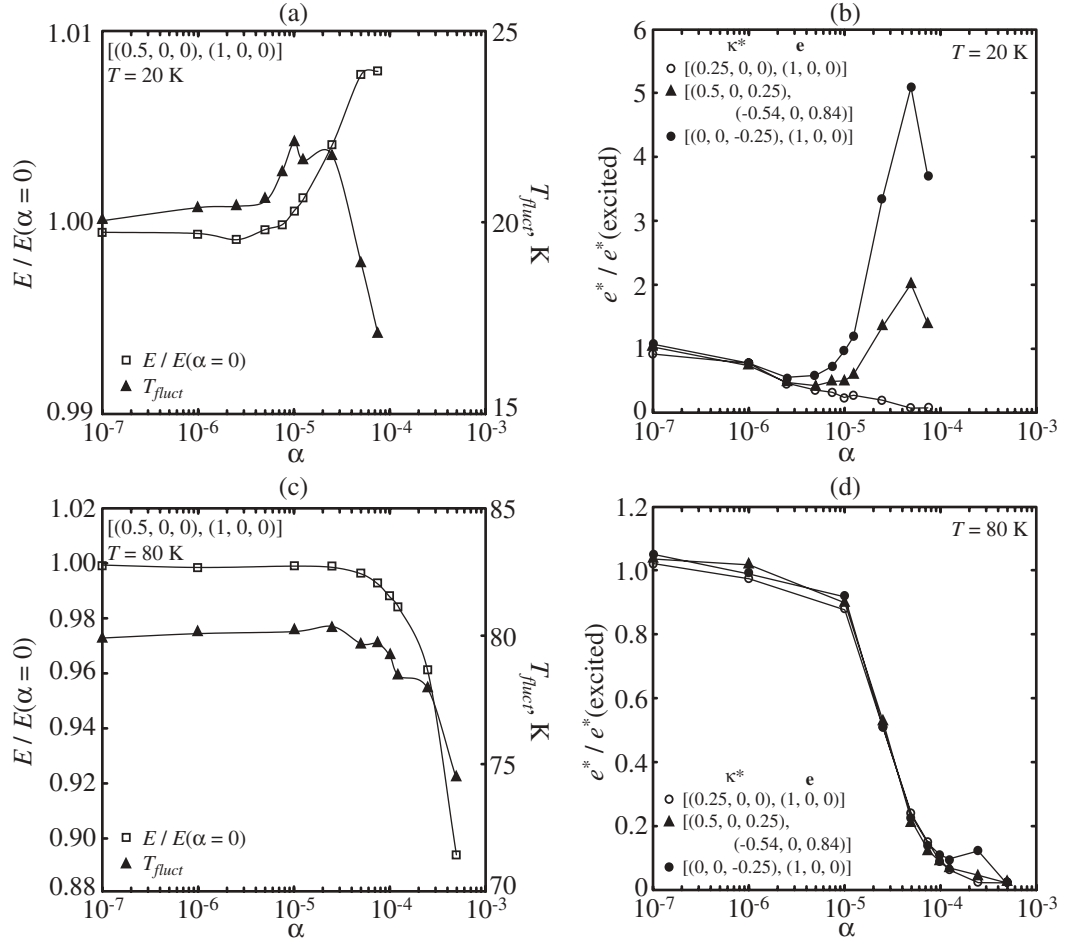 (a)
1.01
1.00
0.99
25
20
15
[(0.5, 0, 0), (1, 0, 0)]
T = 20 K
E / E(α = 0)
T_fluct
E / E(α = 0)
T_fluct, K
10^-7
10^-6
10^-5
10^-4
10^-3
α
(b)
6
5
4
3
2
1
0
κ* e
[(0.25, 0, 0), (1, 0, 0)]
[(0.5, 0, 0.25),
(-0.54, 0, 0.84)]
[(0, 0, -0.25), (1, 0, 0)]
T = 20 K
e* / e*(excited)
10^-7
10^-6
10^-5
10^-4
10^-3
α
(c)
1.02
1.00
0.98
0.96
0.94
0.92
0.90
0.88
85
80
75
70
[(0.5, 0, 0), (1, 0, 0)]
T = 80 K
E / E(α = 0)
T_fluct
E / E(α = 0)
T_fluct, K
10^-7
10^-6
10^-5
10^-4
10^-3
α
(d)
1.2
1.0
0.8
0.6
0.4
0.2
0
T = 80 K
κ* e
[(0.25, 0, 0), (1, 0, 0)]
[(0.5, 0, 0.25),
(-0.54, 0, 0.84)]
[(0, 0, -0.25), (1, 0, 0)]
e* / e*(excited)
10^-7
10^-6
10^-5
10^-4
10^-3
α